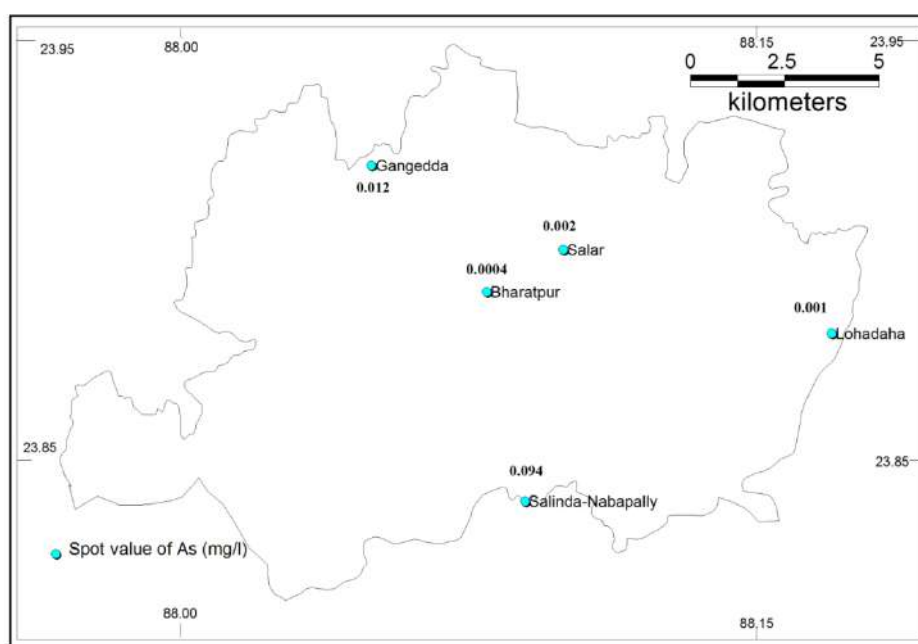 23.95
88.00
88.15
23.95
0
2.5
5
kilometers
Gangedda
0.012
0.002
Salar
0.0004
Bharatpur
0.001
Lohadaha
23.85
23.85
0.094
Salinda-Nabapally
Spot value of As (mg/l)
88.00
88.15